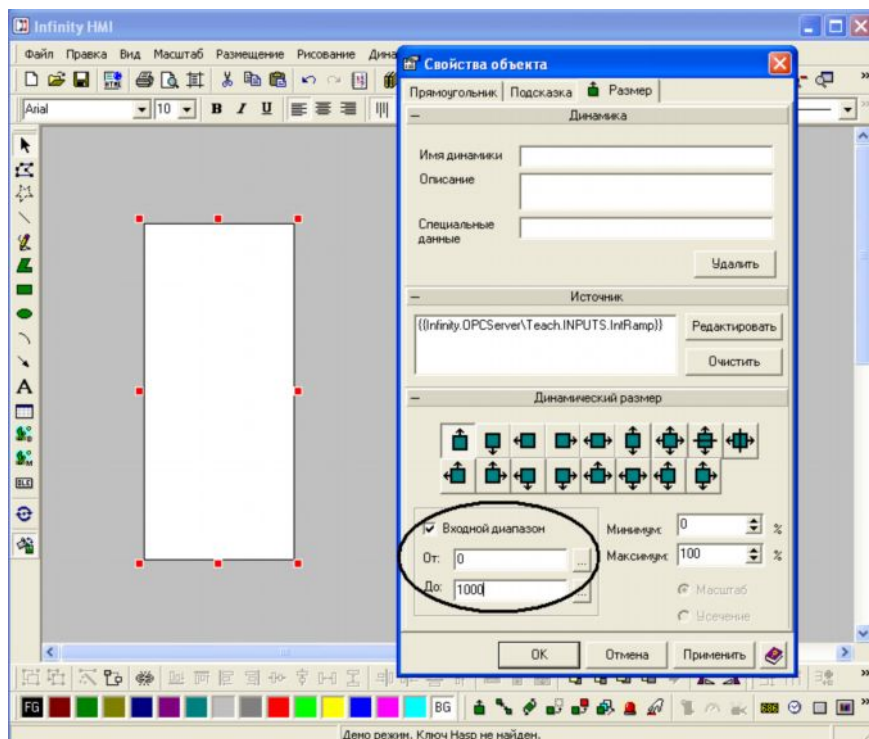 Infinity HMI
Файл Правка Вид Масштаб Размещение Рисование Дина
Arial 10 B I U
Свойства объекта
Прямоугольник Подсказка Размер
Динамика
Имя динамики
Описание
Специальные
данные
Удалить
Источник
{{Infinity.OPCServer\Teach.INPUTS.IntRamp}}
Редактировать
Очистить
Динамический размер
Входной диапазон
Минимум: 0 %
От: 0 ...
Максимум: 100 %
До: 1000 ...
Масштаб
Усечение
OK Отмена Применить
A
FG BG
Демо режим. Ключ Hasp не найден.